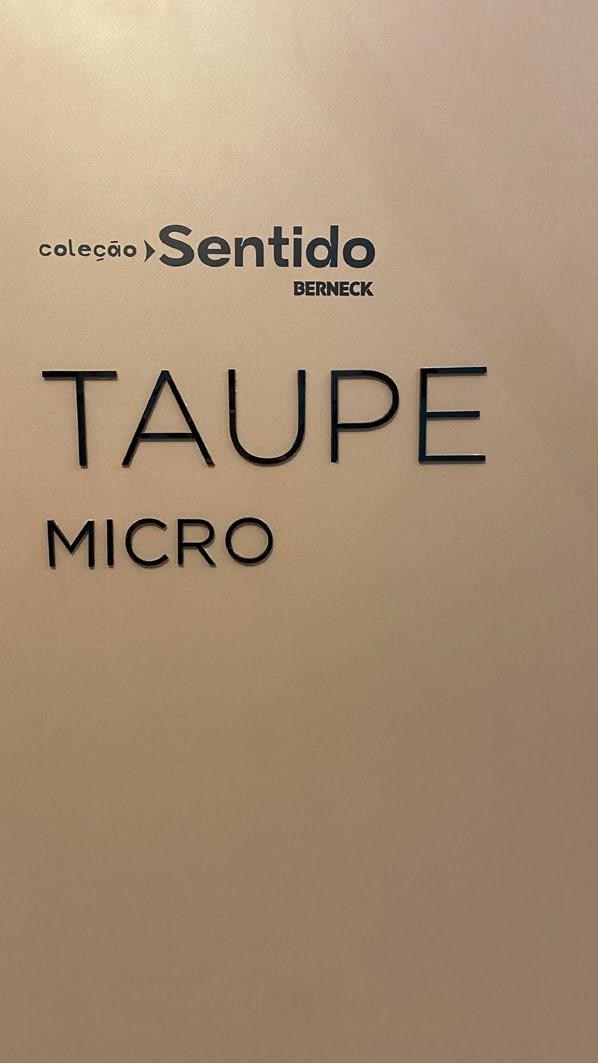 coleção Sentido
BERNECK
TAUPE
MICRO